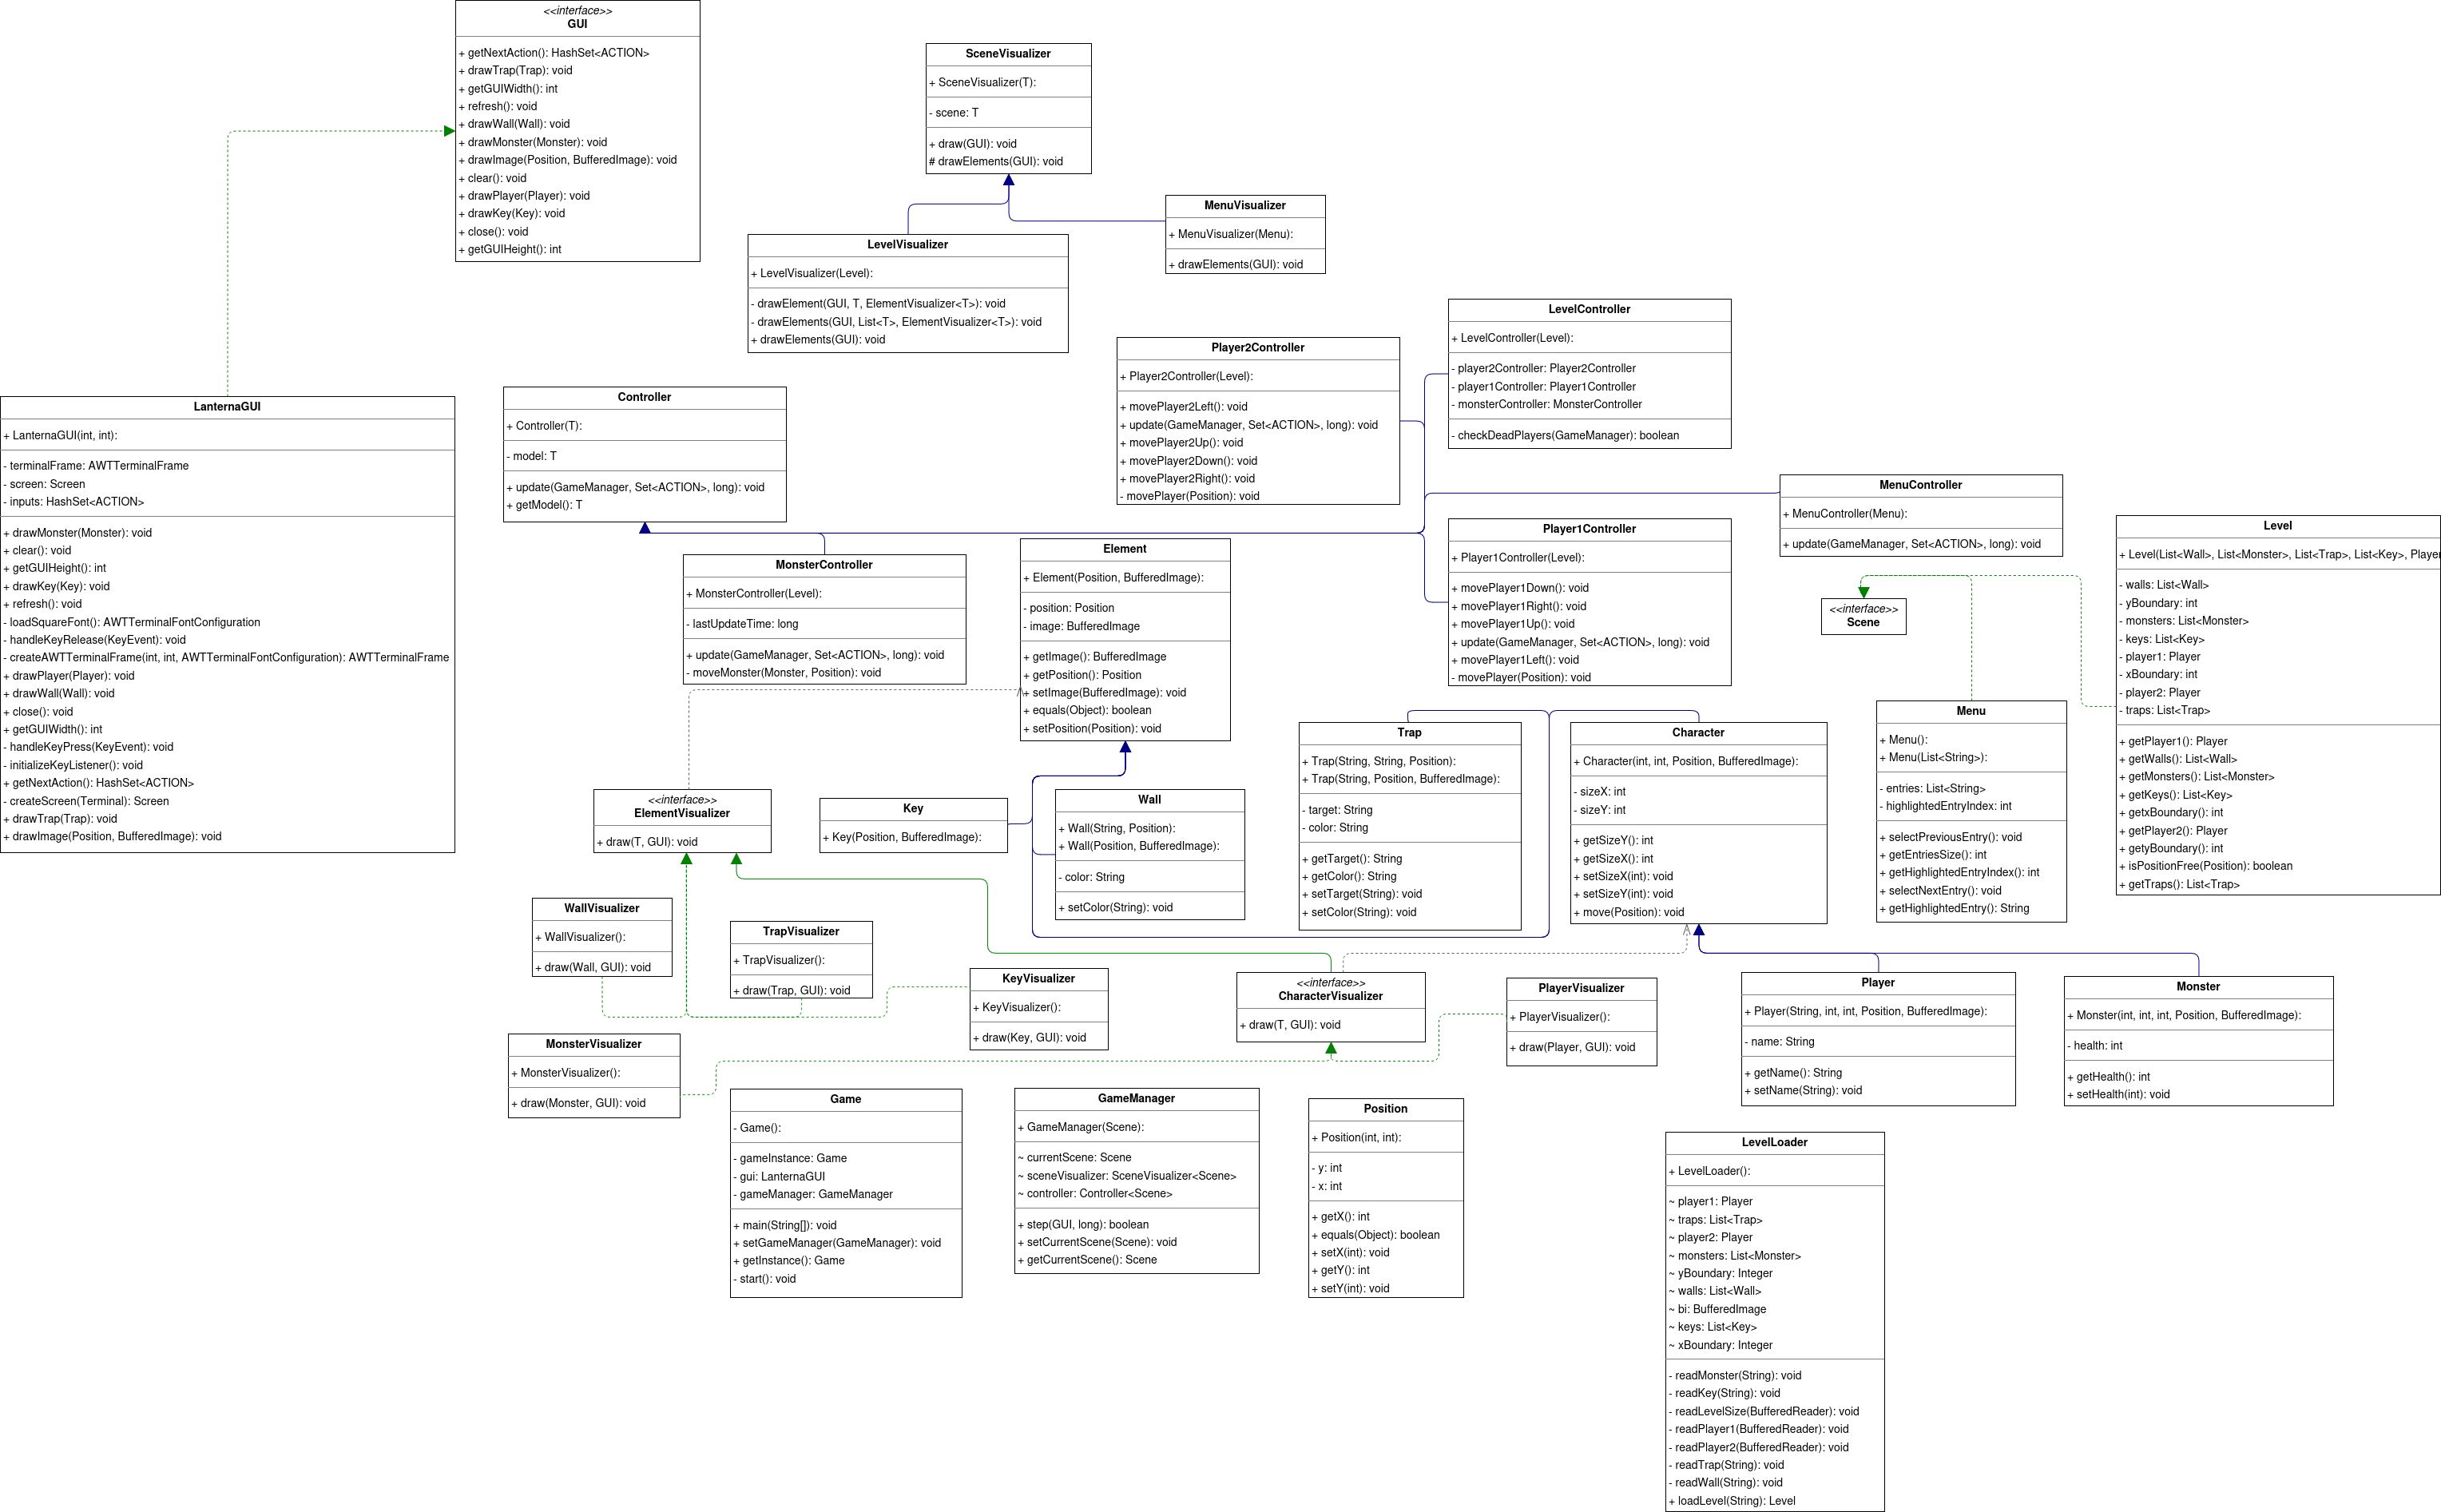 <<interface>>
GUI
+ getNextAction(): HashSet<ACTION>
+ drawTrap(Trap): void
+ getGUIWidth(): int
+ refresh(): void
+ drawWall(Wall): void
+ drawMonster(Monster): void
+ drawImage(Position, BufferedImage): void
+ clear(): void
+ drawPlayer(Player): void
+ drawKey(Key): void
+ close(): void
+ getGUIHeight(): int
SceneVisualizer
+ SceneVisualizer(T):
- scene: T
+ draw(GUI): void
# drawElements(GUI): void
MenuVisualizer
+ MenuVisualizer(Menu):
+ drawElements(GUI): void
LevelVisualizer
+ LevelVisualizer(Level):
- drawElement(GUI, T, ElementVisualizer<T>): void
- drawElements(GUI, List<T>, ElementVisualizer<T>): void
+ drawElements(GUI): void
LevelController
+ LevelController(Level):
- player2Controller: Player2Controller
- player1Controller: Player1Controller
- monsterController: MonsterController
- checkDeadPlayers(GameManager): boolean
Player2Controller
+ Player2Controller(Level):
+ movePlayer2Left(): void
+ update(GameManager, Set<ACTION>, long): void
+ movePlayer2Up(): void
+ movePlayer2Down(): void
+ movePlayer2Right(): void
- movePlayer(Position): void
LanternaGUI
+ LanternaGUI(int, int):
- terminalFrame: AWTTerminalFrame
- screen: Screen
- inputs: HashSet<ACTION>
+ drawMonster(Monster): void
+ clear(): void
+ getGUIHeight(): int
+ drawKey(Key): void
+ refresh(): void
- loadSquareFont(): AWTTerminalFontConfiguration
- handleKeyRelease(KeyEvent): void
- createAWTTerminalFrame(int, int, AWTTerminalFontConfiguration): AWTTerminalFrame
+ drawPlayer(Player): void
+ drawWall(Wall): void
+ close(): void
+ getGUIWidth(): int
- handleKeyPress(KeyEvent): void
- initializeKeyListener(): void
+ getNextAction(): HashSet<ACTION>
- createScreen(Terminal): Screen
+ drawTrap(Trap): void
+ drawImage(Position, BufferedImage): void
Controller
+ Controller(T):
- model: T
+ update(GameManager, Set<ACTION>, long): void
+ getModel(): T
MenuController
+ MenuController(Menu):
+ update(GameManager, Set<ACTION>, long): void
Player1Controller
+ Player1Controller(Level):
+ movePlayer1Down(): void
+ movePlayer1Right(): void
+ movePlayer1Up(): void
+ update(GameManager, Set<ACTION>, long): void
+ movePlayer1Left(): void
- movePlayer(Position): void
Level
+ Level(List<Wall>, List<Monster>, List<Trap>, List<Key>, Player
- walls: List<Wall>
- yBoundary: int
- monsters: List<Monster>
- keys: List<Key>
- player1: Player
- xBoundary: int
- player2: Player
- traps: List<Trap>
+ getPlayer1(): Player
+ getWalls(): List<Wall>
+ getMonsters(): List<Monster>
+ getKeys(): List<Key>
+ getxBoundary(): int
+ getPlayer2(): Player
+ getyBoundary(): int
+ isPositionFree(Position): boolean
+ getTraps(): List<Trap>
MonsterController
+ MonsterController(Level):
- lastUpdateTime: long
+ update(GameManager, Set<ACTION>, long): void
- moveMonster(Monster, Position): void
Element
+ Element(Position, BufferedImage):
- position: Position
- image: BufferedImage
+ getImage(): BufferedImage
+ getPosition(): Position
+ setImage(BufferedImage): void
+ equals(Object): boolean
+ setPosition(Position): void
<<interface>>
Scene
Menu
+ Menu():
+ Menu(List<String>):
- entries: List<String>
- highlightedEntryIndex: int
+ selectPreviousEntry(): void
+ getEntriesSize(): int
+ getHighlightedEntryIndex(): int
+ selectNextEntry(): void
+ getHighlightedEntry(): String
Trap
+ Trap(String, String, Position):
+ Trap(String, Position, BufferedImage):
- target: String
- color: String
+ getTarget(): String
+ getColor(): String
+ setTarget(String): void
+ setColor(String): void
Character
+ Character(int, int, Position, BufferedImage):
- sizeX: int
- sizeY: int
+ getSizeY(): int
+ getSizeX(): int
+ setSizeX(int): void
+ setSizeY(int): void
+ move(Position): void
<<interface>>
ElementVisualizer
+ draw(T, GUI): void
Key
+ Key(Position, BufferedImage):
Wall
+ Wall(String, Position):
+ Wall(Position, BufferedImage):
- color: String
+ setColor(String): void
WallVisualizer
+ WallVisualizer():
+ draw(Wall, GUI): void
TrapVisualizer
+ TrapVisualizer():
+ draw(Trap, GUI): void
KeyVisualizer
+ KeyVisualizer():
+ draw(Key, GUI): void
<<interface>>
CharacterVisualizer
+ draw(T, GUI): void
PlayerVisualizer
+ PlayerVisualizer():
+ draw(Player, GUI): void
Player
+ Player(String, int, int, Position, BufferedImage):
- name: String
+ getName(): String
+ setName(String): void
Monster
+ Monster(int, int, int, Position, BufferedImage):
- health: int
+ getHealth(): int
+ setHealth(int): void
MonsterVisualizer
+ MonsterVisualizer():
+ draw(Monster, GUI): void
Game
- Game():
- gameInstance: Game
- gui: LanternaGUI
- gameManager: GameManager
+ main(String[]): void
+ setGameManager(GameManager): void
+ getInstance(): Game
- start(): void
GameManager
+ GameManager(Scene):
~ currentScene: Scene
~ sceneVisualizer: SceneVisualizer<Scene>
~ controller: Controller<Scene>
+ step(GUI, long): boolean
+ setCurrentScene(Scene): void
+ getCurrentScene(): Scene
Position
+ Position(int, int):
- y: int
- x: int
+ getX(): int
+ equals(Object): boolean
+ setX(int): void
+ getY(): int
+ setY(int): void
LevelLoader
+ LevelLoader():
~ player1: Player
~ traps: List<Trap>
~ player2: Player
~ monsters: List<Monster>
~ yBoundary: Integer
~ walls: List<Wall>
~ bi: BufferedImage
~ keys: List<Key>
~ xBoundary: Integer
- readMonster(String): void
- readKey(String): void
- readLevelSize(BufferedReader): void
- readPlayer1(BufferedReader): void
- readPlayer2(BufferedReader): void
- readTrap(String): void
- readWall(String): void
+ loadLevel(String): Level